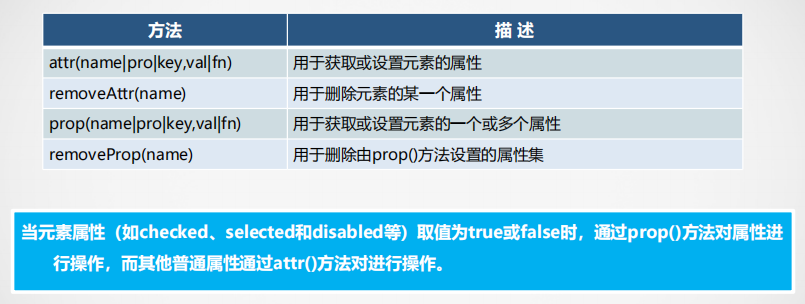 方法 描 述
attr(name|pro|key,val|fn) 用于获取或设置元素的属性
removeAttr(name) 用于删除元素的某一个属性
prop(name|pro|key,val|fn) 用于获取或设置元素的一个或多个属性
removeProp(name) 用于删除由prop()方法设置的属性集
当元素属性（如checked、selected和disabled等）取值为true或false时，通过prop()方法对属性进
行操作，而其他普通属性通过attr()方法对进行操作。